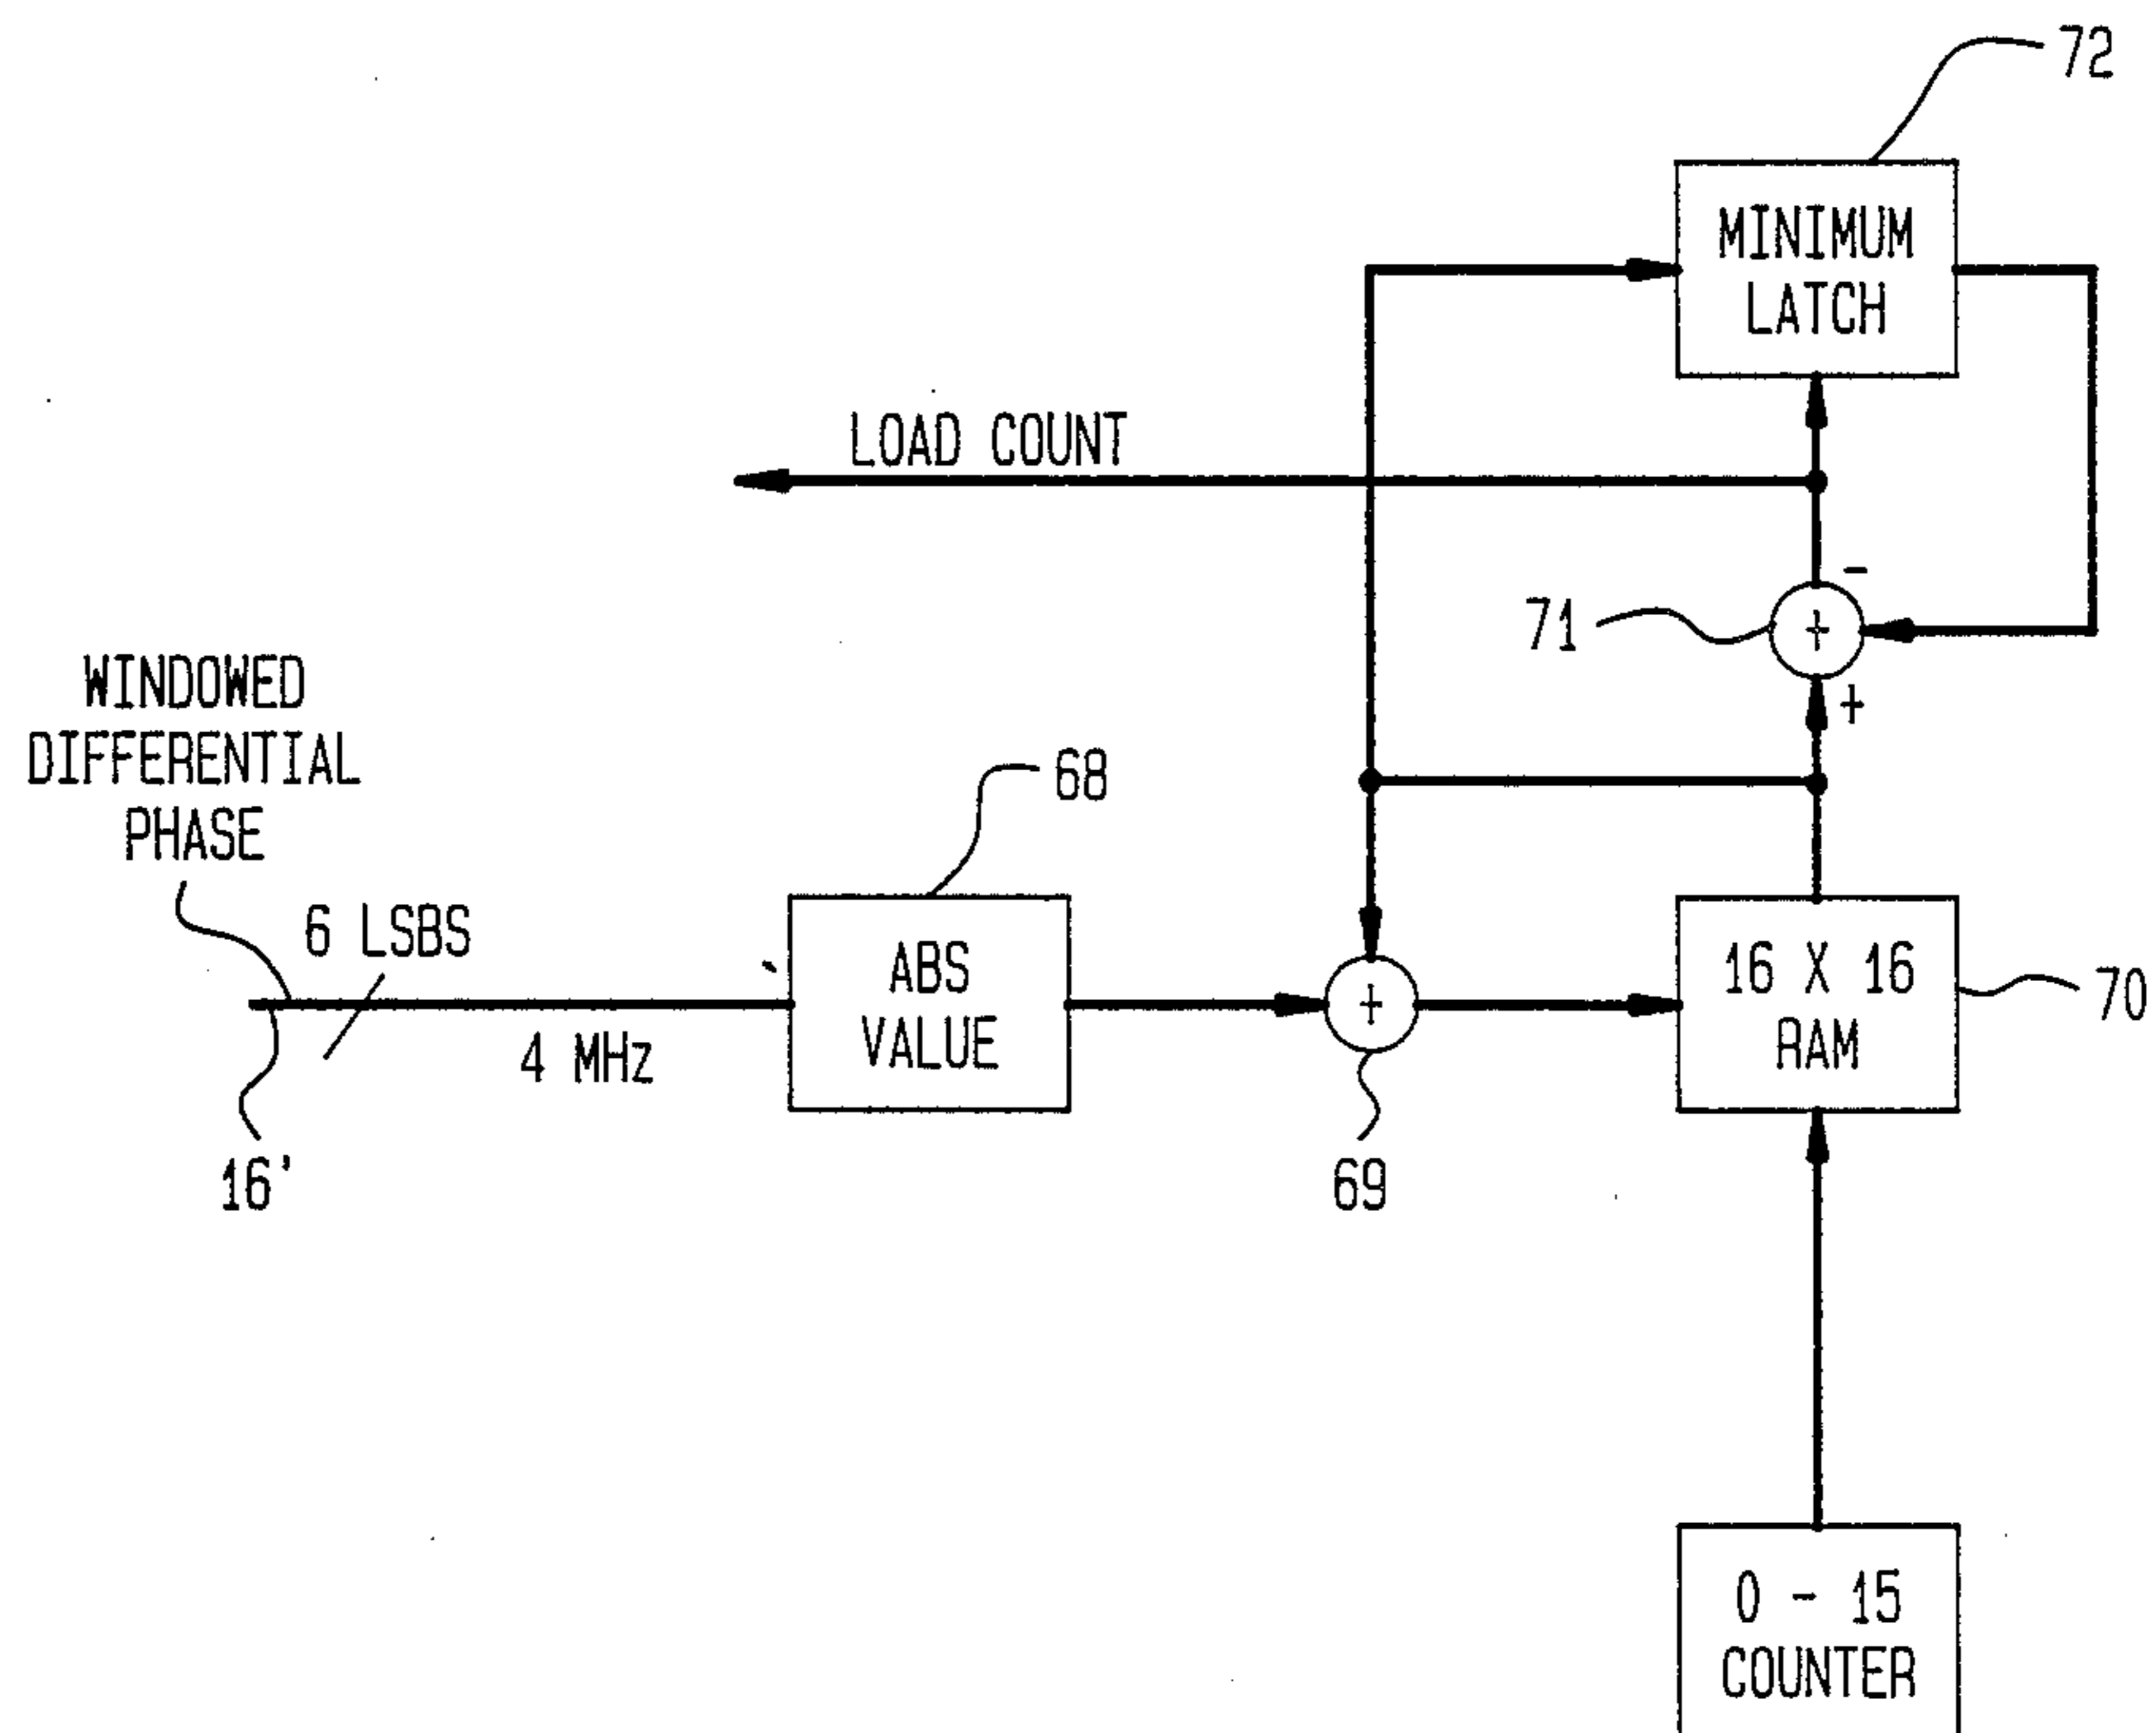 72
MINIMUM
LATCH
LOAD COUNT
-
71
+
+
WINDOWED
DIFFERENTIAL
PHASE
68
6 LSBS
ABS
VALUE
4 MHz
+
16 X 16
RAM
70
16'
69
0 - 15
COUNTER